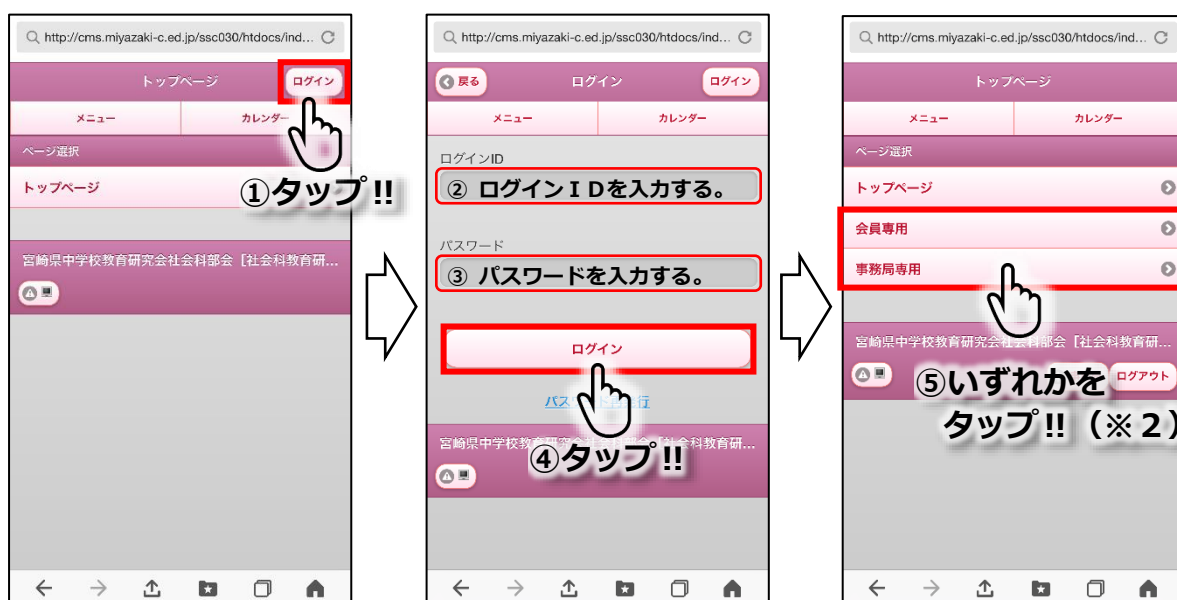 http://cms.miyazaki-c.ed.jp/ssc030/htdocs/ind...
トップページ
ログイン
メニュー
カレンダー
ページ選択
トップページ
①タップ!!
宮崎県中学校教育研究会社会科部会［社会科教育研...
http://cms.miyazaki-c.ed.jp/ssc030/htdocs/ind...
戻る
ログイン
ログイン
メニュー
カレンダー
ログインID
② ログインＩＤを入力する。
パスワード
③ パスワードを入力する。
ログイン
④タップ!!
http://cms.miyazaki-c.ed.jp/ssc030/htdocs/ind...
トップページ
メニュー
カレンダー
ページ選択
トップページ
会員専用
事務局専用
宮崎県中学校教育研究会社会科部会［社会科教育研...
ログアウト
⑤いずれかを
タップ!!（※２）